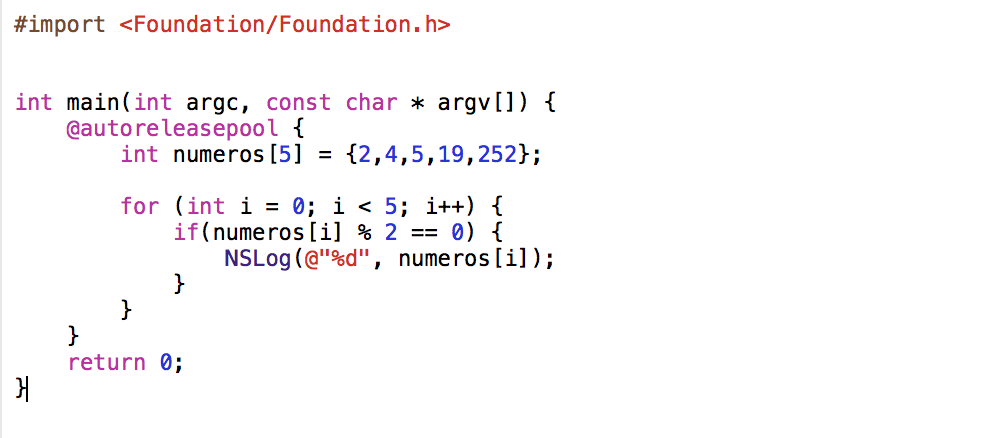 #import <Foundation/Foundation.h>
int main(int argc, const char * argv[]) {
    @autoreleasepool {
        int numeros[5] = {2,4,5,19,252};
        for (int i = 0; i < 5; i++) {
            if(numeros[i] % 2 == 0) {
                NSLog(@"%d", numeros[i]);
            }
        }
    }
    return 0;
}